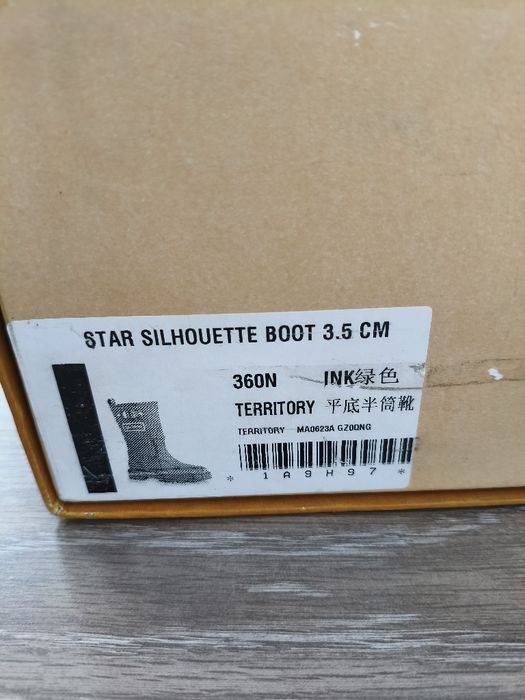 STAR SILHOUETTE BOOT 3.5 CM
360N INK绿色
TERRITORY 平底半筒靴
TERRITORY MA0623A GZOQNG
* 1A9H97 *